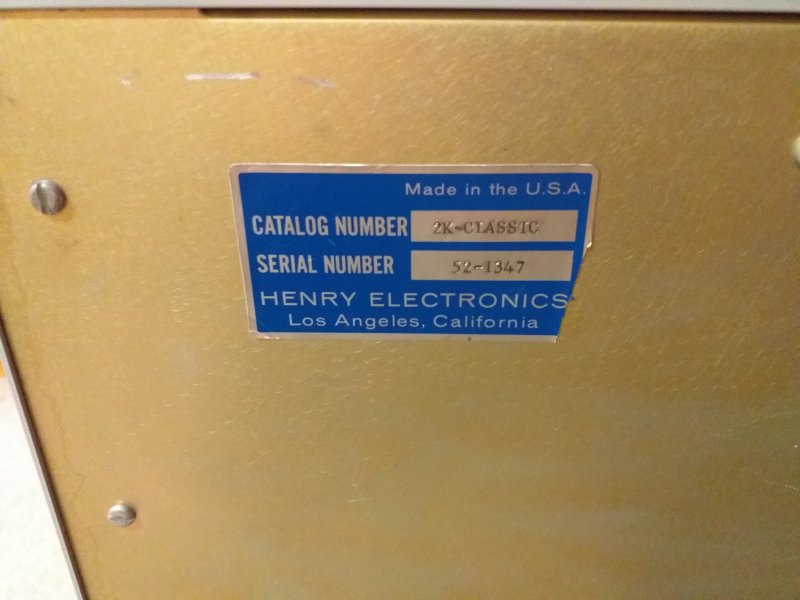 Made in the U.S.A.
CATALOG NUMBER 2K-CLASSIC
SERIAL NUMBER 52-1347
HENRY ELECTRONICS
Los Angeles, California